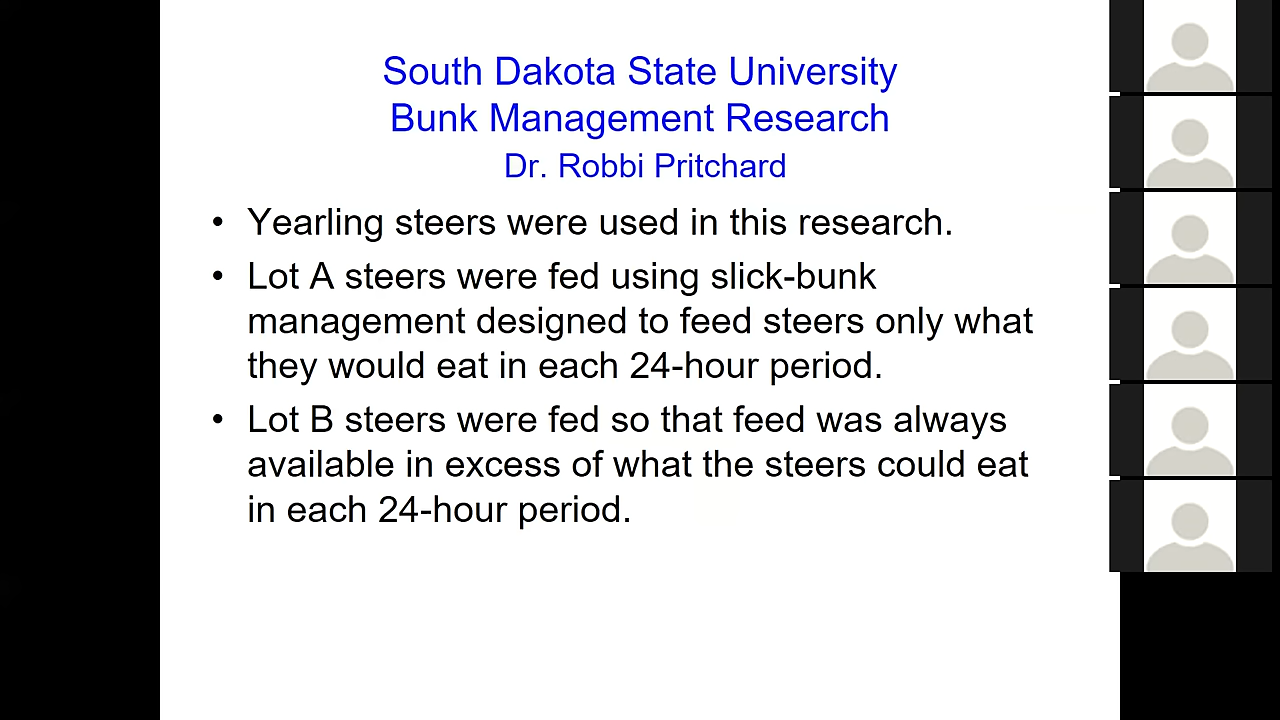 South Dakota State University
Bunk Management Research
Dr. Robbi Pritchard
• Yearling steers were used in this research.
• Lot A steers were fed using slick-bunk
management designed to feed steers only what
they would eat in each 24-hour period.
• Lot B steers were fed so that feed was always
available in excess of what the steers could eat
in each 24-hour period.